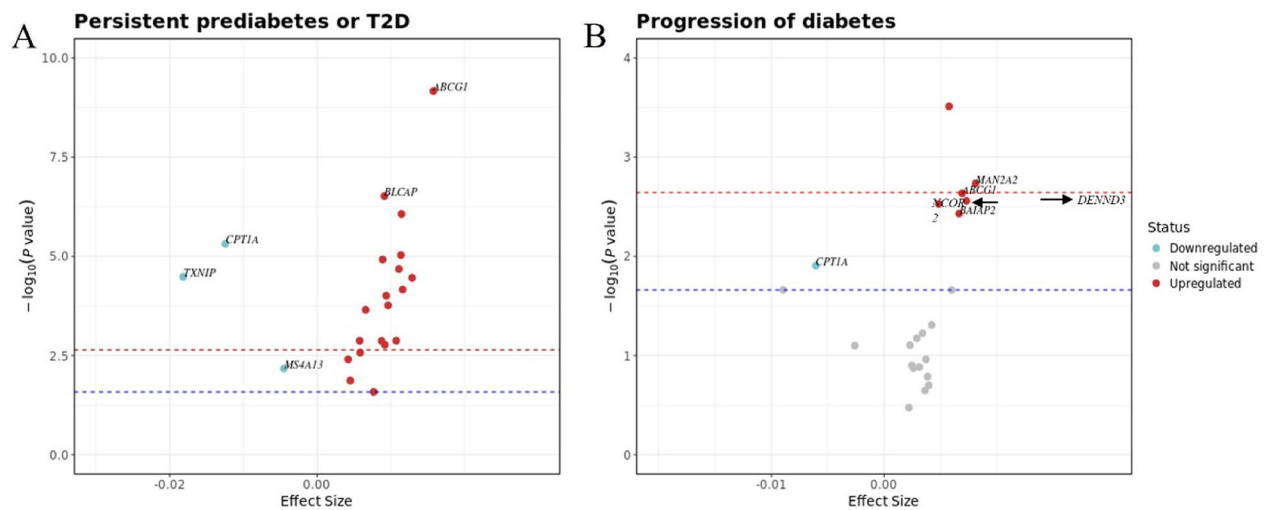 A
Persistent prediabetes or T2D
10.0
7.5
5.0
2.5
0.0
−log10(P value)
ABCG1
BLCAP
CPT1A
TXNIP
MS4A13
-0.02
0.00
Effect Size
B
Progression of diabetes
4
3
2
1
0
−log10(P value)
MAN2A2
ABCG1
NCOR
2
BAIAP2
DENND3
CPT1A
-0.01
0.00
Effect Size
Status
Downregulated
Not significant
Upregulated